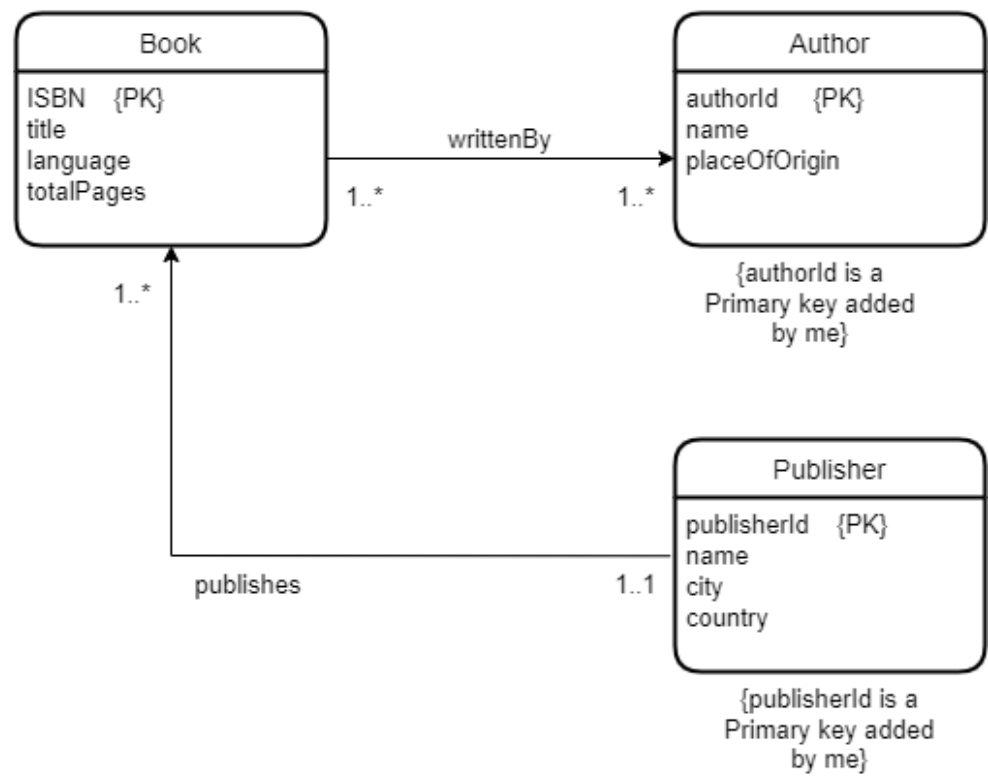 Book
ISBN {PK}
title
language
totalPages
writtenBy
1..*
1..*
Author
authorId {PK}
name
placeOfOrigin
{authorId is a
Primary key added
by me}
1..*
publishes
1..1
Publisher
publisherId {PK}
name
city
country
{publisherId is a
Primary key added
by me}